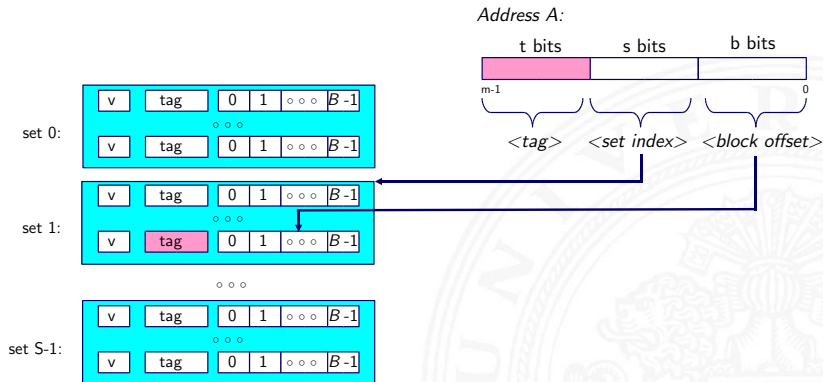 Address A:
t bits s bits b bits
m-1 0
<tag> <set index> <block offset>
v tag 0 1 ∘∘∘ B-1
set 0: ∘∘∘
v tag 0 1 ∘∘∘ B-1
v tag 0 1 ∘∘∘ B-1
set 1: ∘∘∘
v tag 0 1 ∘∘∘ B-1
∘∘∘
v tag 0 1 ∘∘∘ B-1
set S-1: ∘∘∘
v tag 0 1 ∘∘∘ B-1
U N I V E R